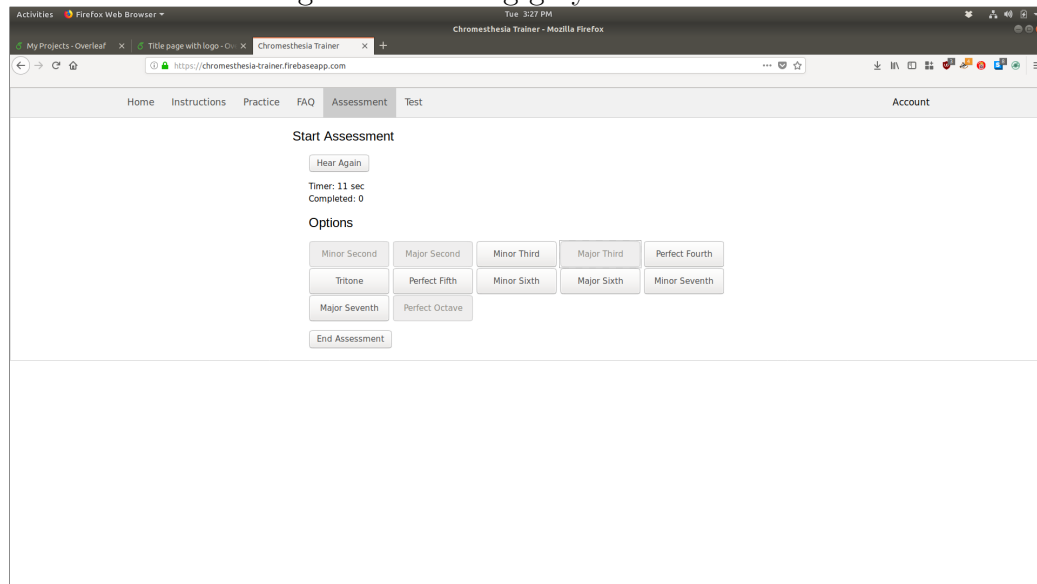 Activities Firefox Web Browser Tue 3:27 PM
Chromesthesia Trainer - Mozilla Firefox
My Projects - Overleaf Title page with logo - Ov Chromesthesia Trainer
https://chromesthesia-trainer.firebaseapp.com
Home Instructions Practice FAQ Assessment Test Account
Start Assessment
Hear Again
Timer: 11 sec
Completed: 0
Options
Minor Second Major Second Minor Third Major Third Perfect Fourth
Tritone Perfect Fifth Minor Sixth Major Sixth Minor Seventh
Major Seventh Perfect Octave
End Assessment